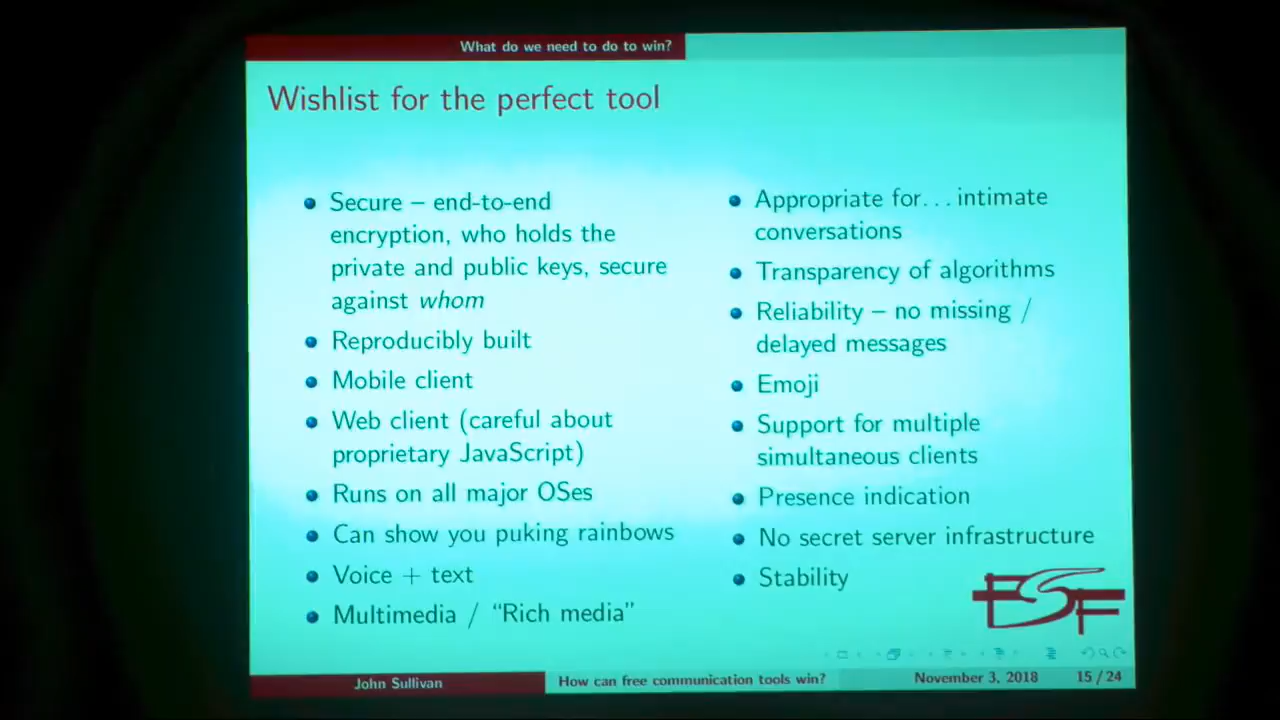 What do we need to do to win?
Wishlist for the perfect tool
Secure – end-to-end
encryption, who holds the
private and public keys, secure
against whom
Reproducibly built
Mobile client
Web client (careful about
proprietary JavaScript)
Runs on all major OSes
Can show you puking rainbows
Voice + text
Multimedia / “Rich media”
Appropriate for. . . intimate
conversations
Transparency of algorithms
Reliability – no missing /
delayed messages
Emoji
Support for multiple
simultaneous clients
Presence indication
No secret server infrastructure
Stability
FSF
John Sullivan
How can free communication tools win?
November 3, 2018
15 / 24